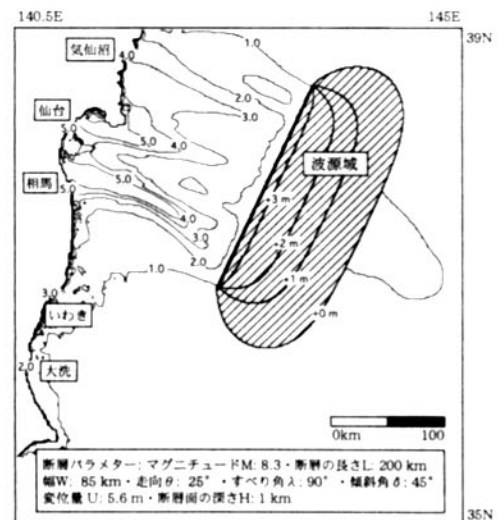 140.5E
145E
39N
気仙沼
1.0
4.0
2.0
3.0
仙台
5.0
5.0
4.0
波源域
5.0
相馬
5.0
+3 m
4.0
3.0
+2 m
2.0
1.0
+1 m
3.0
+0 m
いわき
2.0
大洗
0km
100
断層パラメター: マグニチュードM: 8.3・断層の長さL: 200 km
幅W: 85 km・走向θ: 25°・すべり角λ: 90°・傾斜角δ: 45°
変位量 U: 5.6 m・断層面の深さH: 1 km
35N